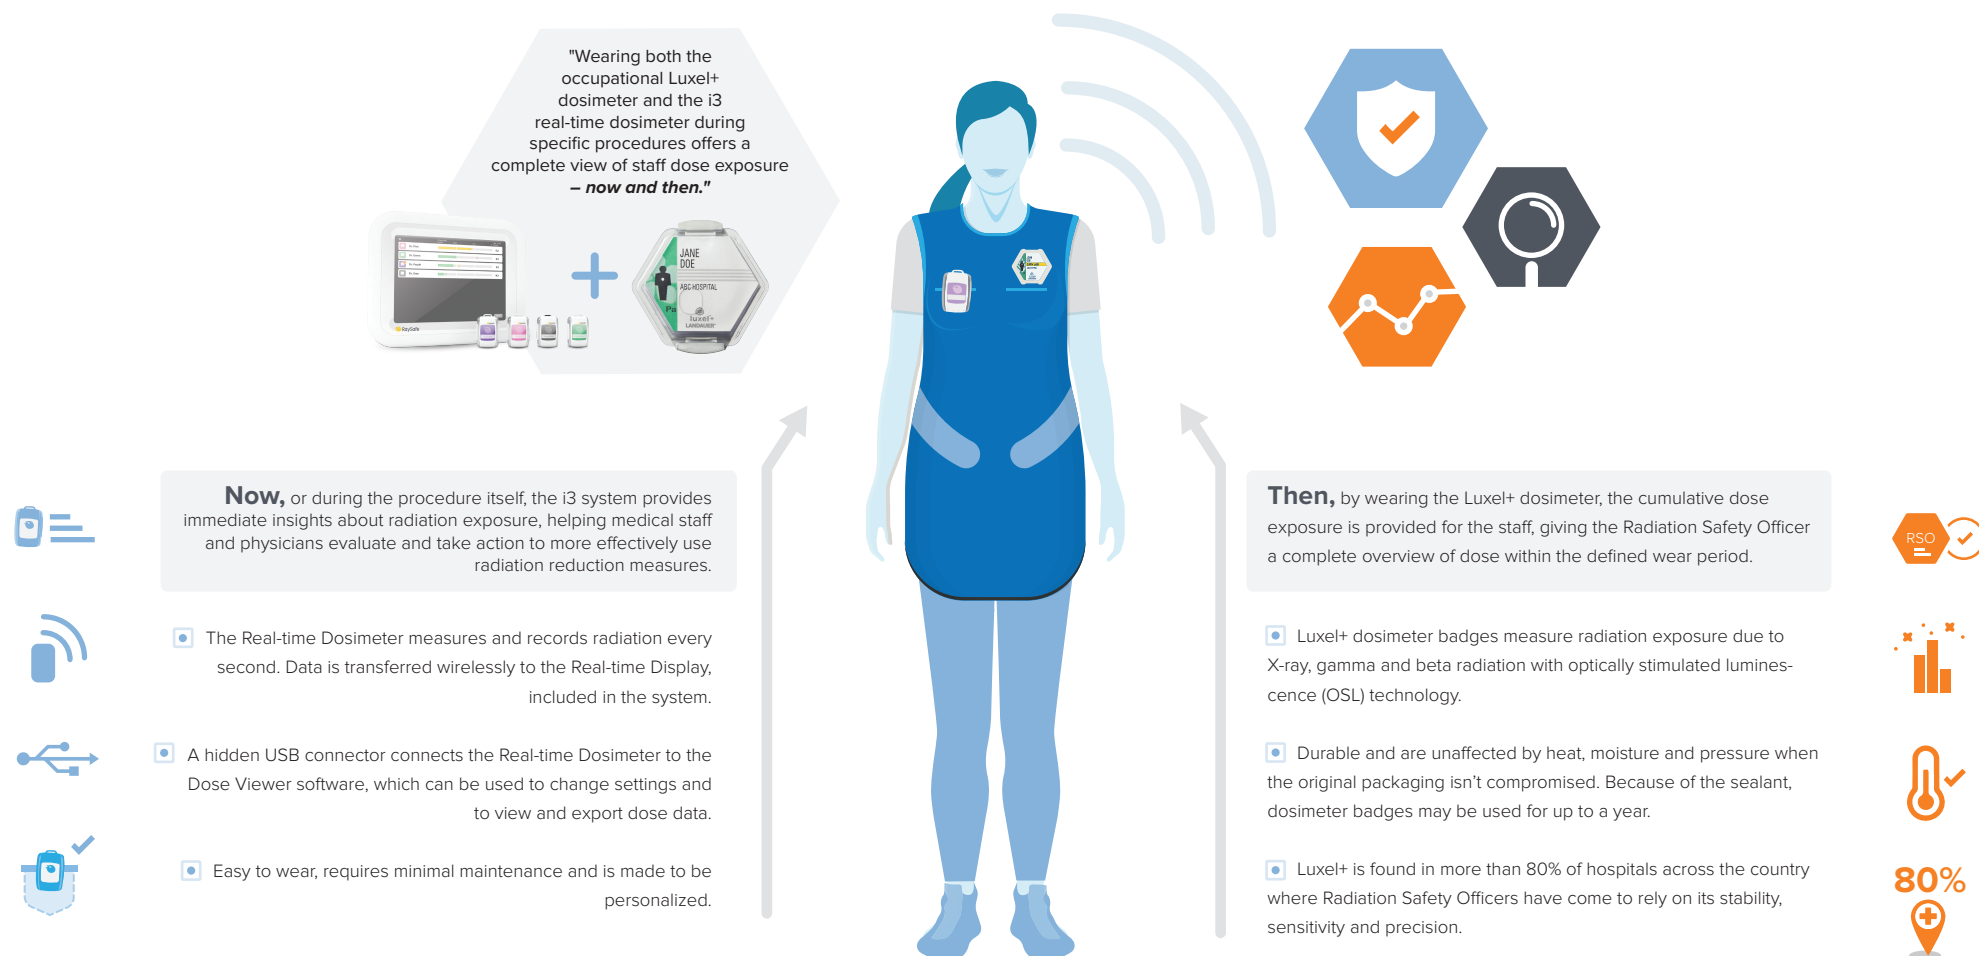 "Wearing both the
occupational Luxel+
dosimeter and the i3
real-time dosimeter during
specific procedures offers a
complete view of staff dose exposure
– now and then."
RaySafe
JANE
DOE
ABC HOSPITAL
Pa
luxel+
LANDAUER
Now, or during the procedure itself, the i3 system provides
immediate insights about radiation exposure, helping medical staff
and physicians evaluate and take action to more effectively use
radiation reduction measures.
The Real-time Dosimeter measures and records radiation every
second. Data is transferred wirelessly to the Real-time Display,
included in the system.
A hidden USB connector connects the Real-time Dosimeter to the
Dose Viewer software, which can be used to change settings and
to view and export dose data.
Easy to wear, requires minimal maintenance and is made to be
personalized.
Then, by wearing the Luxel+ dosimeter, the cumulative dose
exposure is provided for the staff, giving the Radiation Safety Officer
a complete overview of dose within the defined wear period.
RSO
Luxel+ dosimeter badges measure radiation exposure due to
X-ray, gamma and beta radiation with optically stimulated lumines-
cence (OSL) technology.
Durable and are unaffected by heat, moisture and pressure when
the original packaging isn’t compromised. Because of the sealant,
dosimeter badges may be used for up to a year.
Luxel+ is found in more than 80% of hospitals across the country
where Radiation Safety Officers have come to rely on its stability,
sensitivity and precision.
80%